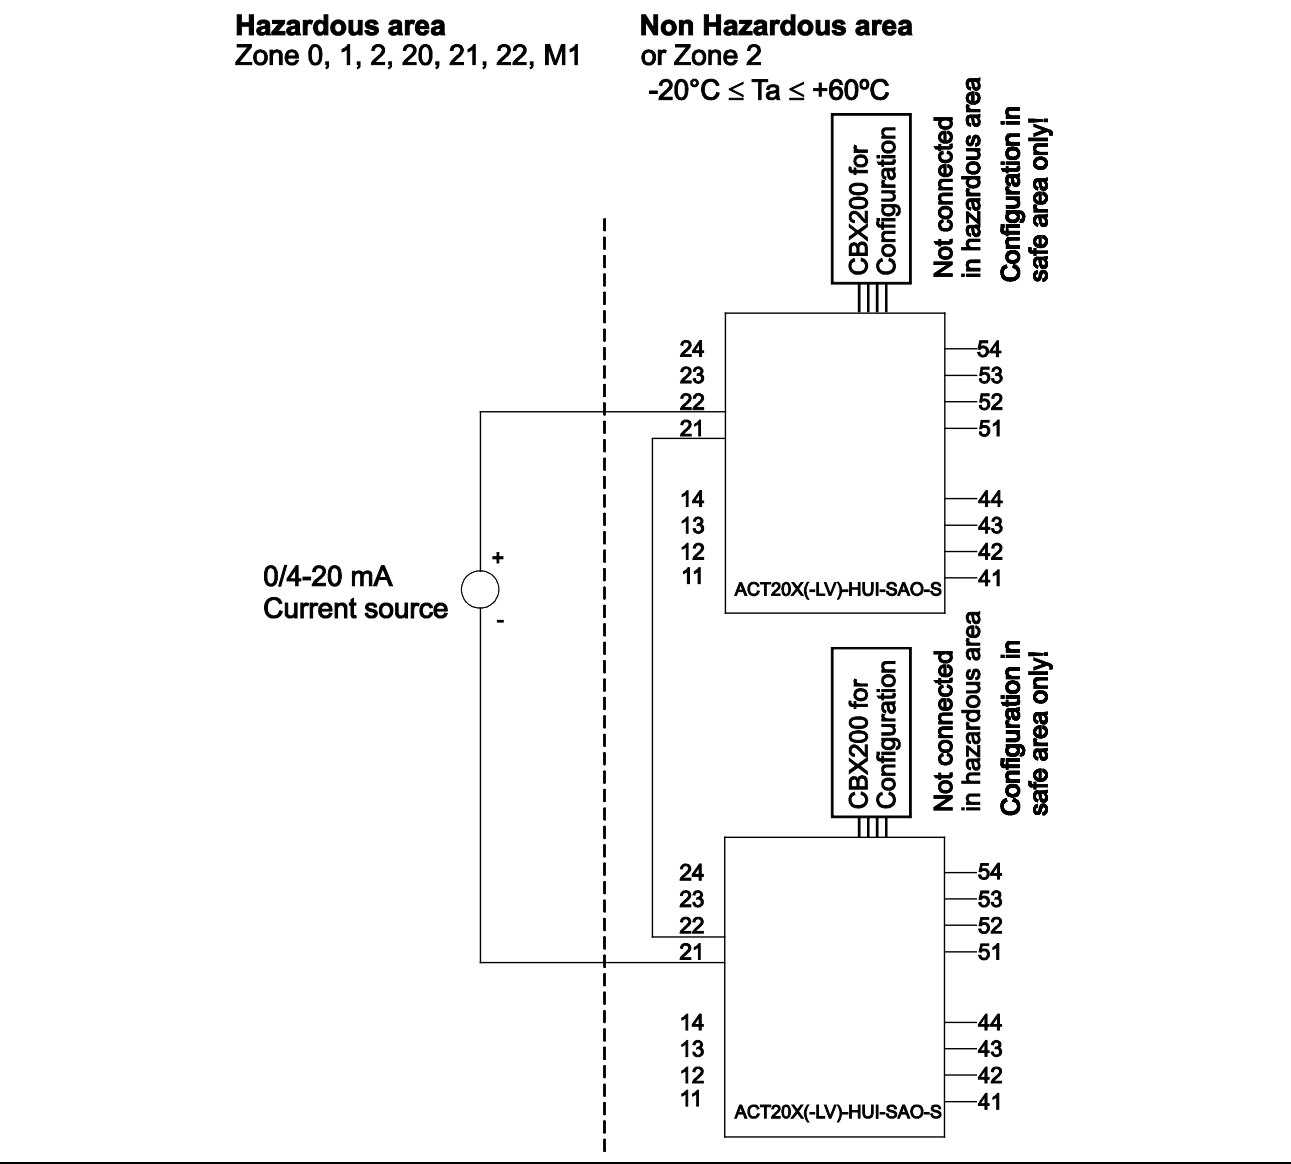 Hazardous area
Zone 0, 1, 2, 20, 21, 22, M1
Non Hazardous area
or Zone 2
-20°C ≤ Ta ≤ +60ºC
CBX200 for
Configuration
Not connected
in hazardous area
Configuration in
safe area only!
24
23
22
21
14
13
12
11
54
53
52
51
44
43
42
41
ACT20X(-LV)-HUI-SAO-S
+
0/4-20 mA
Current source
-
CBX200 for
Configuration
Not connected
in hazardous area
Configuration in
safe area only!
24
23
22
21
14
13
12
11
54
53
52
51
44
43
42
41
ACT20X(-LV)-HUI-SAO-S